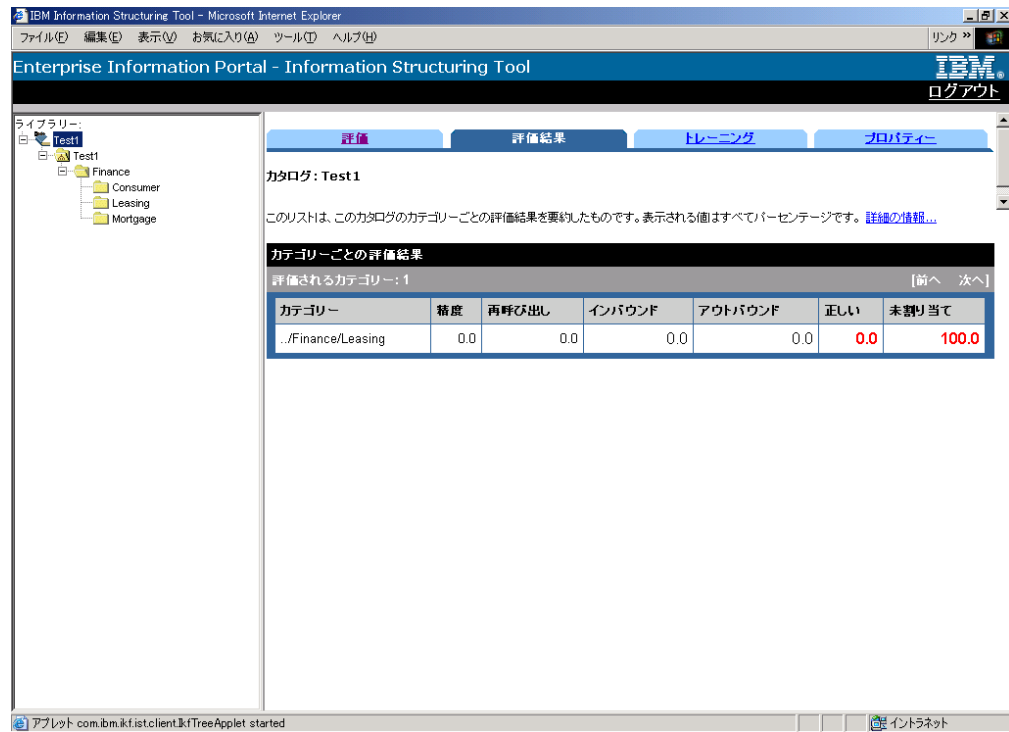 IBM Information Structuring Tool - Microsoft Internet Explorer
ファイル(F) 編集(E) 表示(V) お気に入り(A) ツール(T) ヘルプ(H) リンク »
Enterprise Information Portal - Information Structuring Tool
IBM®
ログアウト
ライブラリー:
Test1
Test1
Finance
Consumer
Leasing
Mortgage
評価 評価結果 トレーニング プロパティー
カタログ: Test1
このリストは、このカタログのカテゴリーごとの評価結果を要約したものです。表示される値はすべてパーセンテージです。詳細の情報...
カテゴリーごとの評価結果
評価されるカテゴリー: 1 [前へ 次へ]
カテゴリー 精度 再呼び出し インバウンド アウトバウンド 正しい 未割り当て
../Finance/Leasing 0.0 0.0 0.0 0.0 0.0 100.0
アプレット com.ibm.ikf.ist.client.IkfTreeApplet started イントラネット